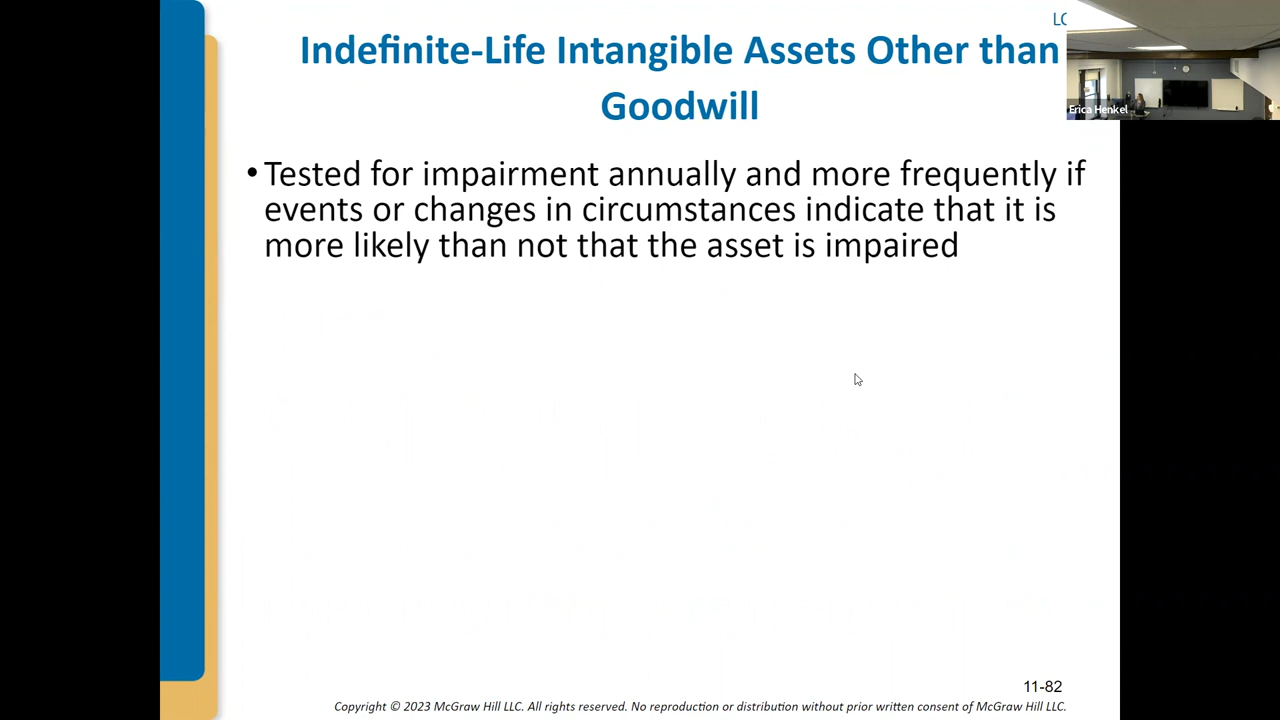 LO
Indefinite-Life Intangible Assets Other than
Goodwill
Erica Henkel
• Tested for impairment annually and more frequently if
events or changes in circumstances indicate that it is
more likely than not that the asset is impaired
11-82
Copyright © 2023 McGraw Hill LLC. All rights reserved. No reproduction or distribution without prior written consent of McGraw Hill LLC.